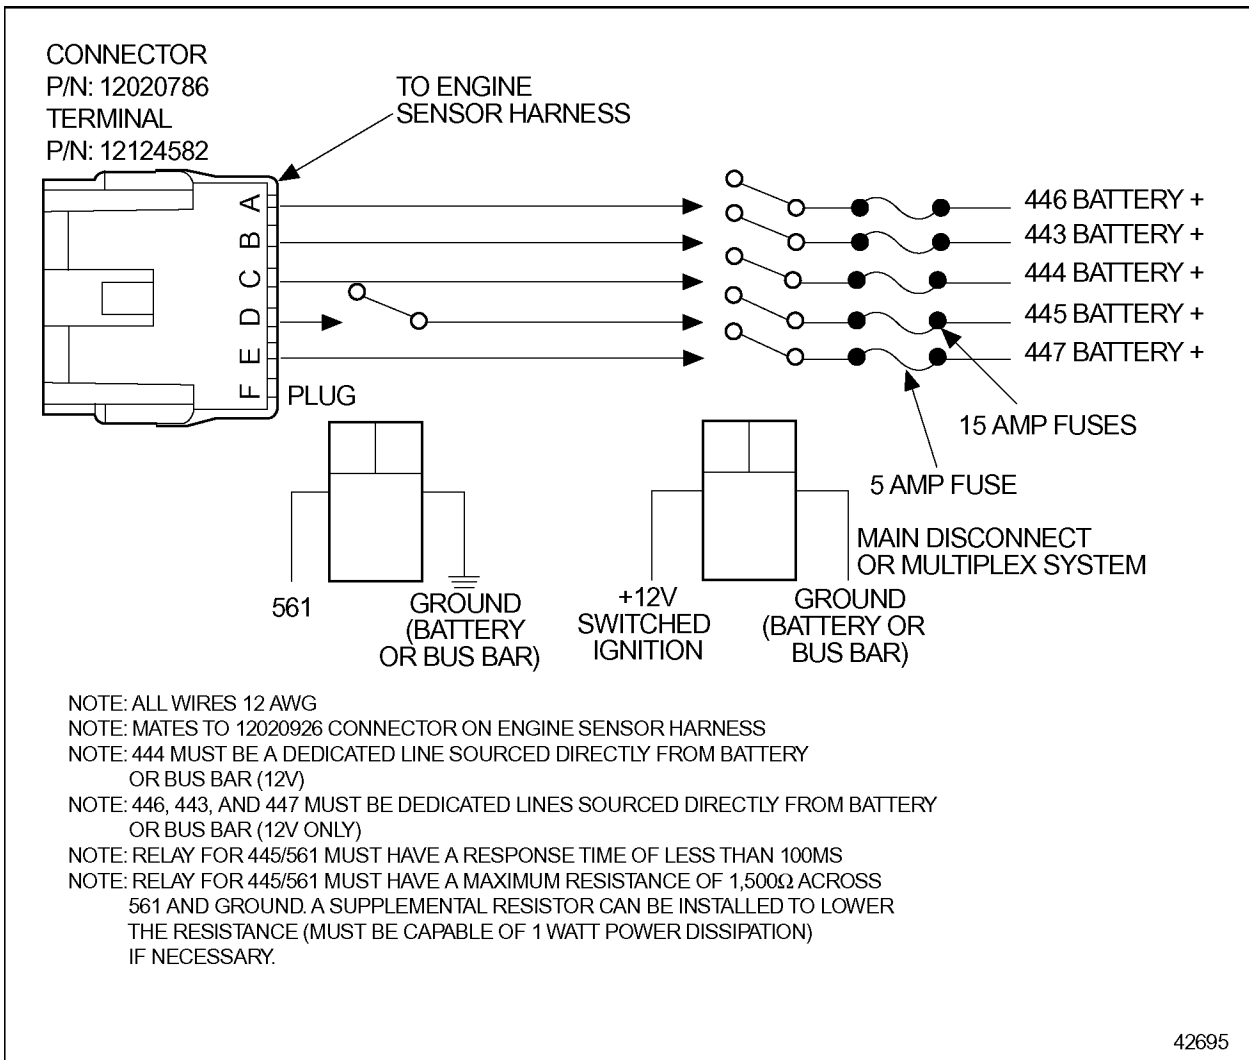 CONNECTOR
P/N: 12020786
TERMINAL
P/N: 12124582
TO ENGINE
SENSOR HARNESS
A
B
C
D
E
F
PLUG
446 BATTERY +
443 BATTERY +
444 BATTERY +
445 BATTERY +
447 BATTERY +
15 AMP FUSES
5 AMP FUSE
MAIN DISCONNECT
OR MULTIPLEX SYSTEM
561
GROUND
(BATTERY
OR BUS BAR)
+12V
SWITCHED
IGNITION
GROUND
(BATTERY OR
BUS BAR)
NOTE: ALL WIRES 12 AWG
NOTE: MATES TO 12020926 CONNECTOR ON ENGINE SENSOR HARNESS
NOTE: 444 MUST BE A DEDICATED LINE SOURCED DIRECTLY FROM BATTERY
OR BUS BAR (12V)
NOTE: 446, 443, AND 447 MUST BE DEDICATED LINES SOURCED DIRECTLY FROM BATTERY
OR BUS BAR (12V ONLY)
NOTE: RELAY FOR 445/561 MUST HAVE A RESPONSE TIME OF LESS THAN 100MS
NOTE: RELAY FOR 445/561 MUST HAVE A MAXIMUM RESISTANCE OF 1,500Ω ACROSS
561 AND GROUND. A SUPPLEMENTAL RESISTOR CAN BE INSTALLED TO LOWER
THE RESISTANCE (MUST BE CAPABLE OF 1 WATT POWER DISSIPATION)
IF NECESSARY.
42695